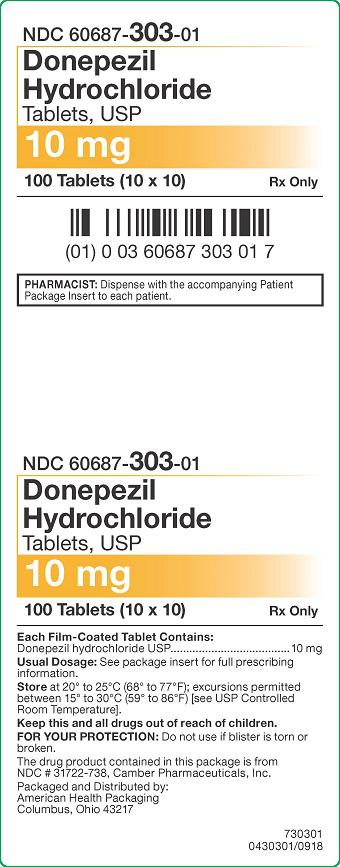 NDC 60687-303-01
Donepezil
Hydrochloride
Tablets, USP
10 mg
100 Tablets (10 x 10) Rx Only
(01) 0 03 60687 303 01 7
PHARMACIST: Dispense with the accompanying Patient
Package Insert to each patient.
NDC 60687-303-01
Donepezil
Hydrochloride
Tablets, USP
10 mg
100 Tablets (10 x 10) Rx Only
Each Film-Coated Tablet Contains:
Donepezil hydrochloride USP....................................10 mg
Usual Dosage: See package insert for full prescribing
information.
Store at 20° to 25°C (68° to 77°F); excursions permitted
between 15° to 30°C (59° to 86°F) [see USP Controlled
Room Temperature].
Keep this and all drugs out of reach of children.
FOR YOUR PROTECTION: Do not use if blister is torn or
broken.
The drug product contained in this package is from
NDC # 31722-738, Camber Pharmaceuticals, Inc.
Packaged and Distributed by:
American Health Packaging
Columbus, Ohio 43217
730301
0430301/0918